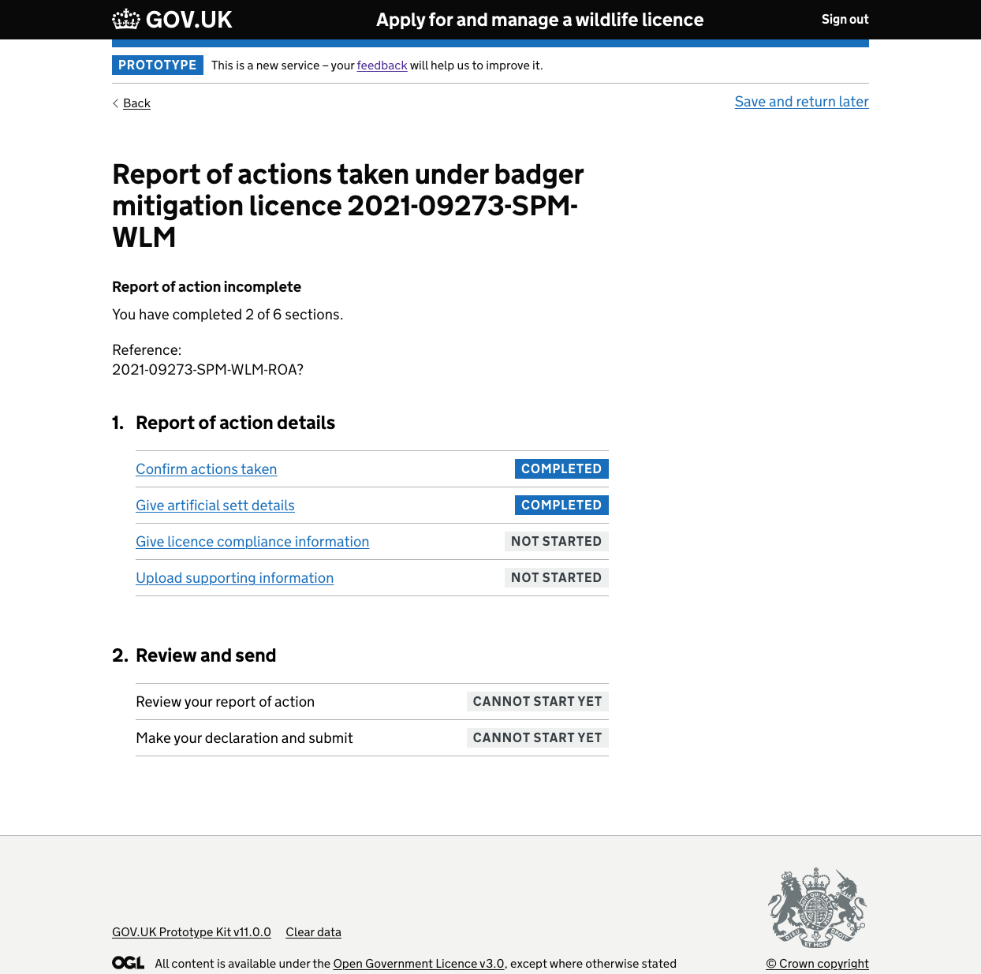 GOV.UK Apply for and manage a wildlife licence Sign out
PROTOTYPE This is a new service – your feedback will help us to improve it.
Back Save and return later
Report of actions taken under badger
mitigation licence 2021-09273-SPM-
WLM
Report of action incomplete
You have completed 2 of 6 sections.
Reference:
2021-09273-SPM-WLM-ROA?
1. Report of action details
Confirm actions taken COMPLETED
Give artificial sett details COMPLETED
Give licence compliance information NOT STARTED
Upload supporting information NOT STARTED
2. Review and send
Review your report of action CANNOT START YET
Make your declaration and submit CANNOT START YET
GOV.UK Prototype Kit v11.0.0 Clear data
OGL All content is available under the Open Government Licence v3.0, except where otherwise stated © Crown copyright